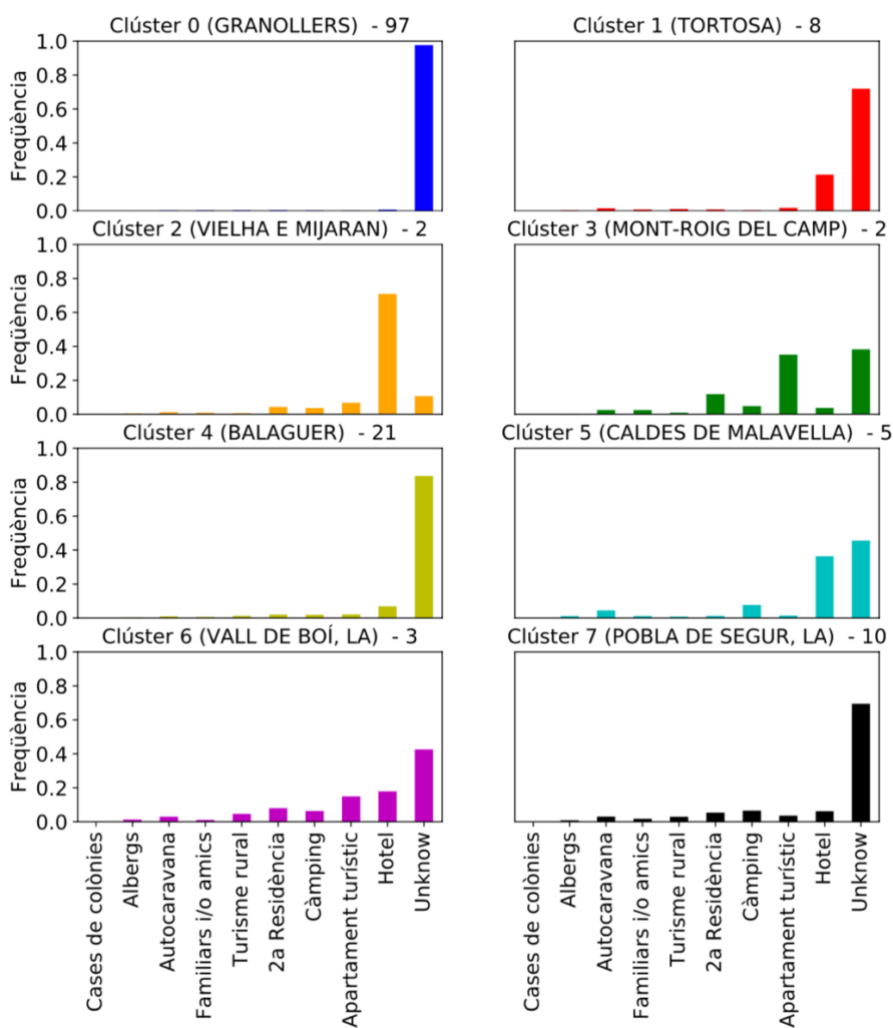 Clúster 0 (GRANOLLERS) - 97
Clúster 1 (TORTOSA) - 8
Freqüència
1.0
0.8
0.6
0.4
0.2
0.0
Clúster 2 (VIELHA E MIJARAN) - 2
Clúster 3 (MONT-ROIG DEL CAMP) - 2
Freqüència
1.0
0.8
0.6
0.4
0.2
0.0
Clúster 4 (BALAGUER) - 21
Clúster 5 (CALDES DE MALAVELLA) - 5
Freqüència
1.0
0.8
0.6
0.4
0.2
0.0
Clúster 6 (VALL DE BOÍ, LA) - 3
Clúster 7 (POBLA DE SEGUR, LA) - 10
Freqüència
1.0
0.8
0.6
0.4
0.2
0.0
Cases de colònies
Albergs
Autocaravana
Familiars i/o amics
Turisme rural
2a Residència
Càmping
Apartament turístic
Hotel
Unknow
Cases de colònies
Albergs
Autocaravana
Familiars i/o amics
Turisme rural
2a Residència
Càmping
Apartament turístic
Hotel
Unknow